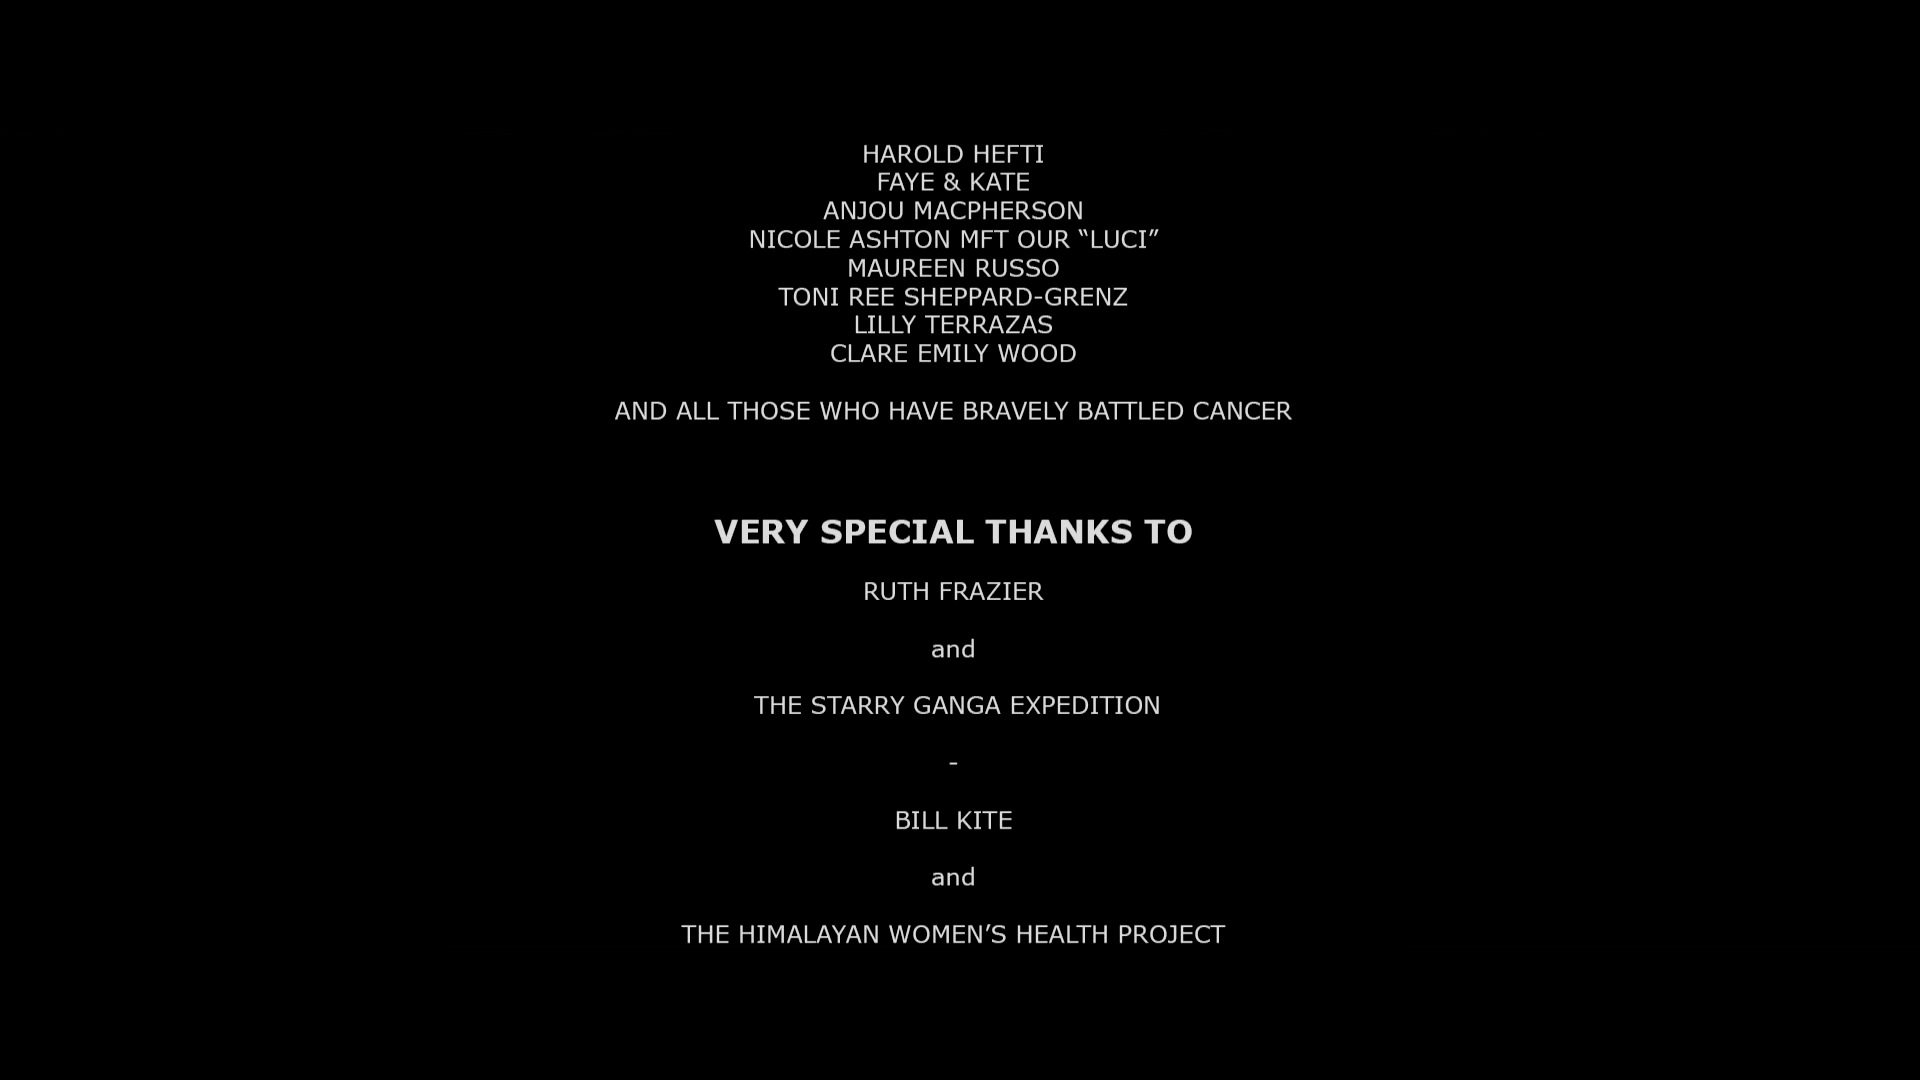 HAROLD HEFTI
FAYE & KATE
ANJOU MACPHERSON
NICOLE ASHTON MFT OUR “LUCI”
MAUREEN RUSSO
TONI REE SHEPPARD-GRENZ
LILLY TERRAZAS
CLARE EMILY WOOD
AND ALL THOSE WHO HAVE BRAVELY BATTLED CANCER
VERY SPECIAL THANKS TO
RUTH FRAZIER
and
THE STARRY GANGA EXPEDITION
-
BILL KITE
and
THE HIMALAYAN WOMEN’S HEALTH PROJECT